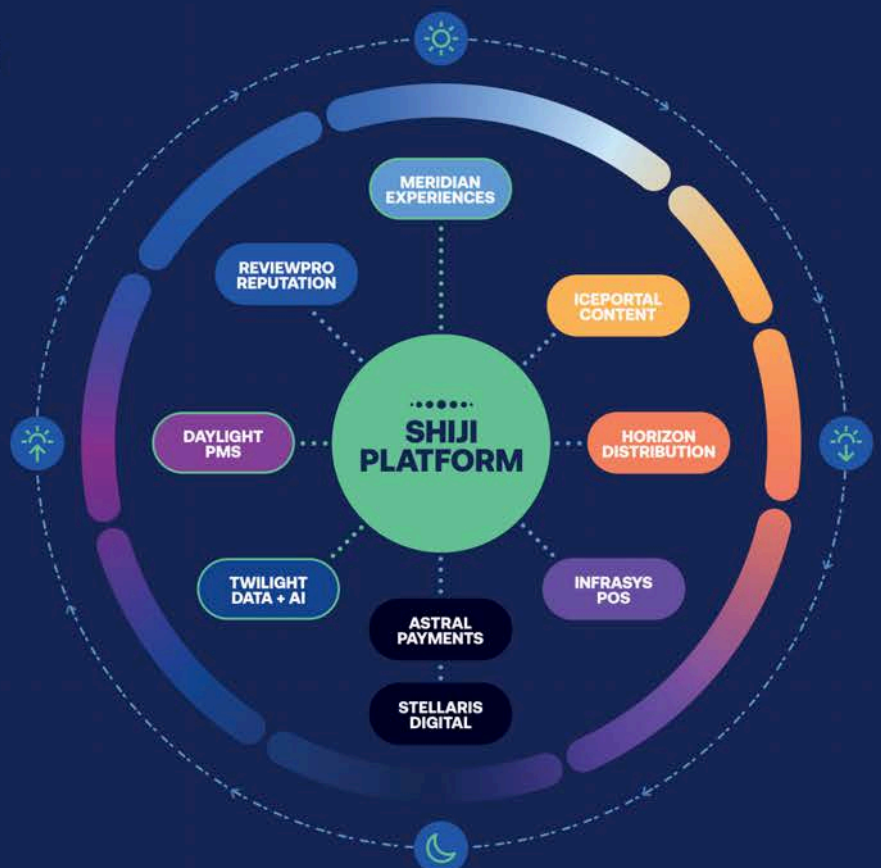 MERIDIAN
EXPERIENCES
REVIEWPRO
REPUTATION
ICEPORTAL
CONTENT
DAYLIGHT
PMS
SHIJI
PLATFORM
HORIZON
DISTRIBUTION
TWILIGHT
DATA + AI
INFRASYS
POS
ASTRAL
PAYMENTS
STELLARIS
DIGITAL